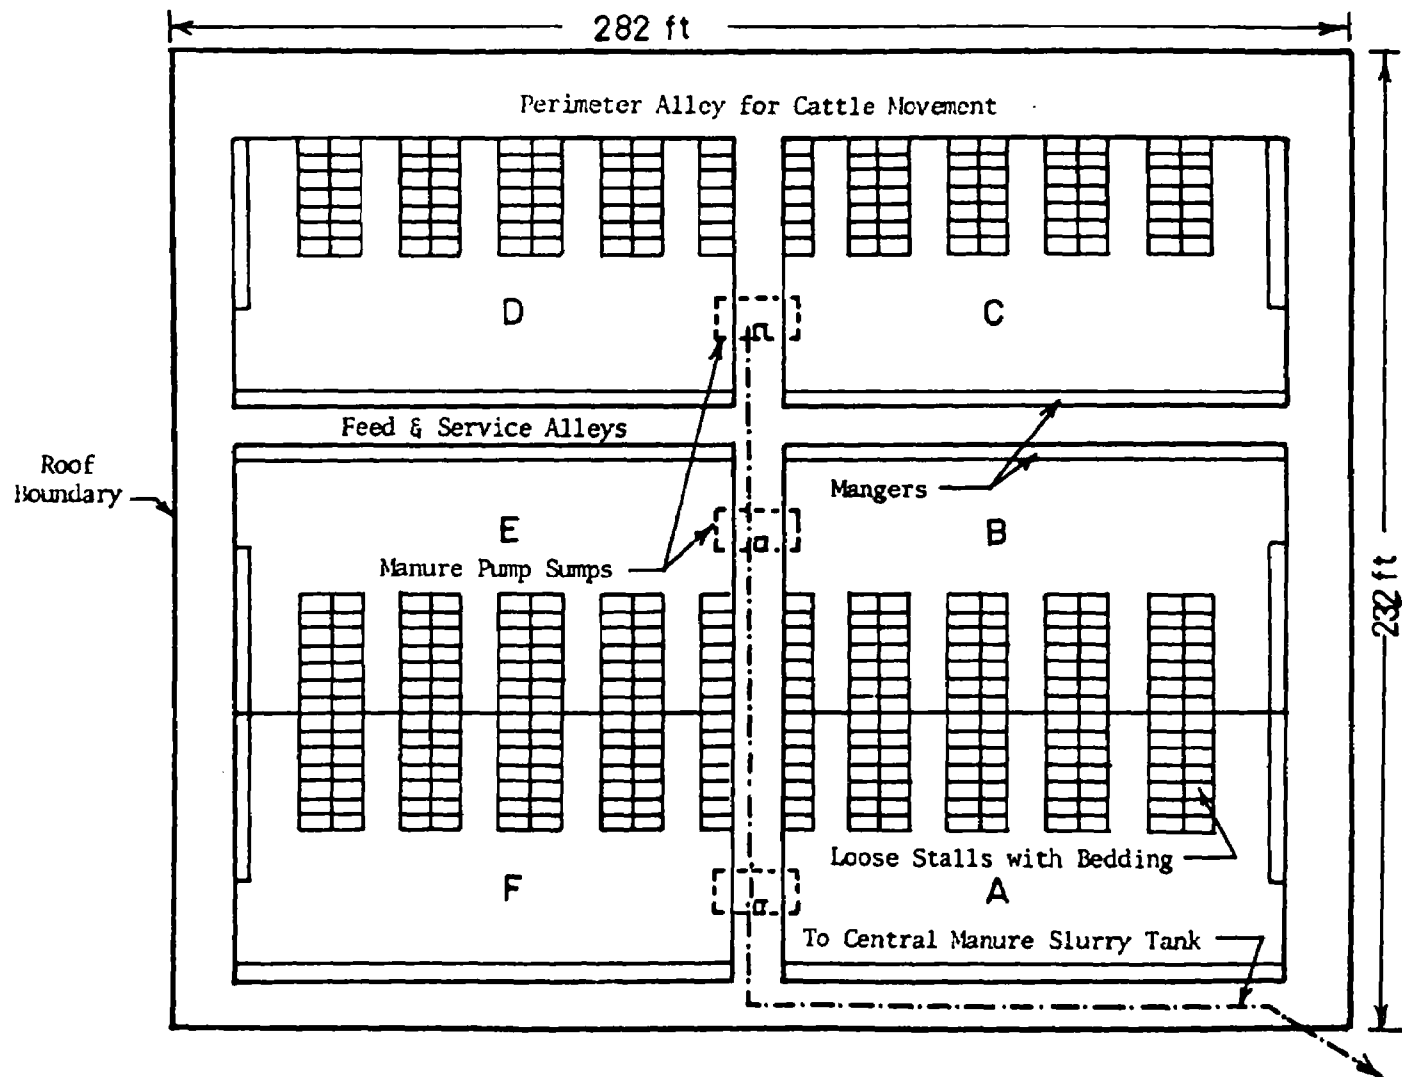 282 ft
Perimeter Alley for Cattle Movement
D
C
Feed & Service Alleys
Roof
Boundary
Mangers
E
B
Manure Pump Sumps
232 ft
Loose Stalls with Bedding
F
A
To Central Manure Slurry Tank